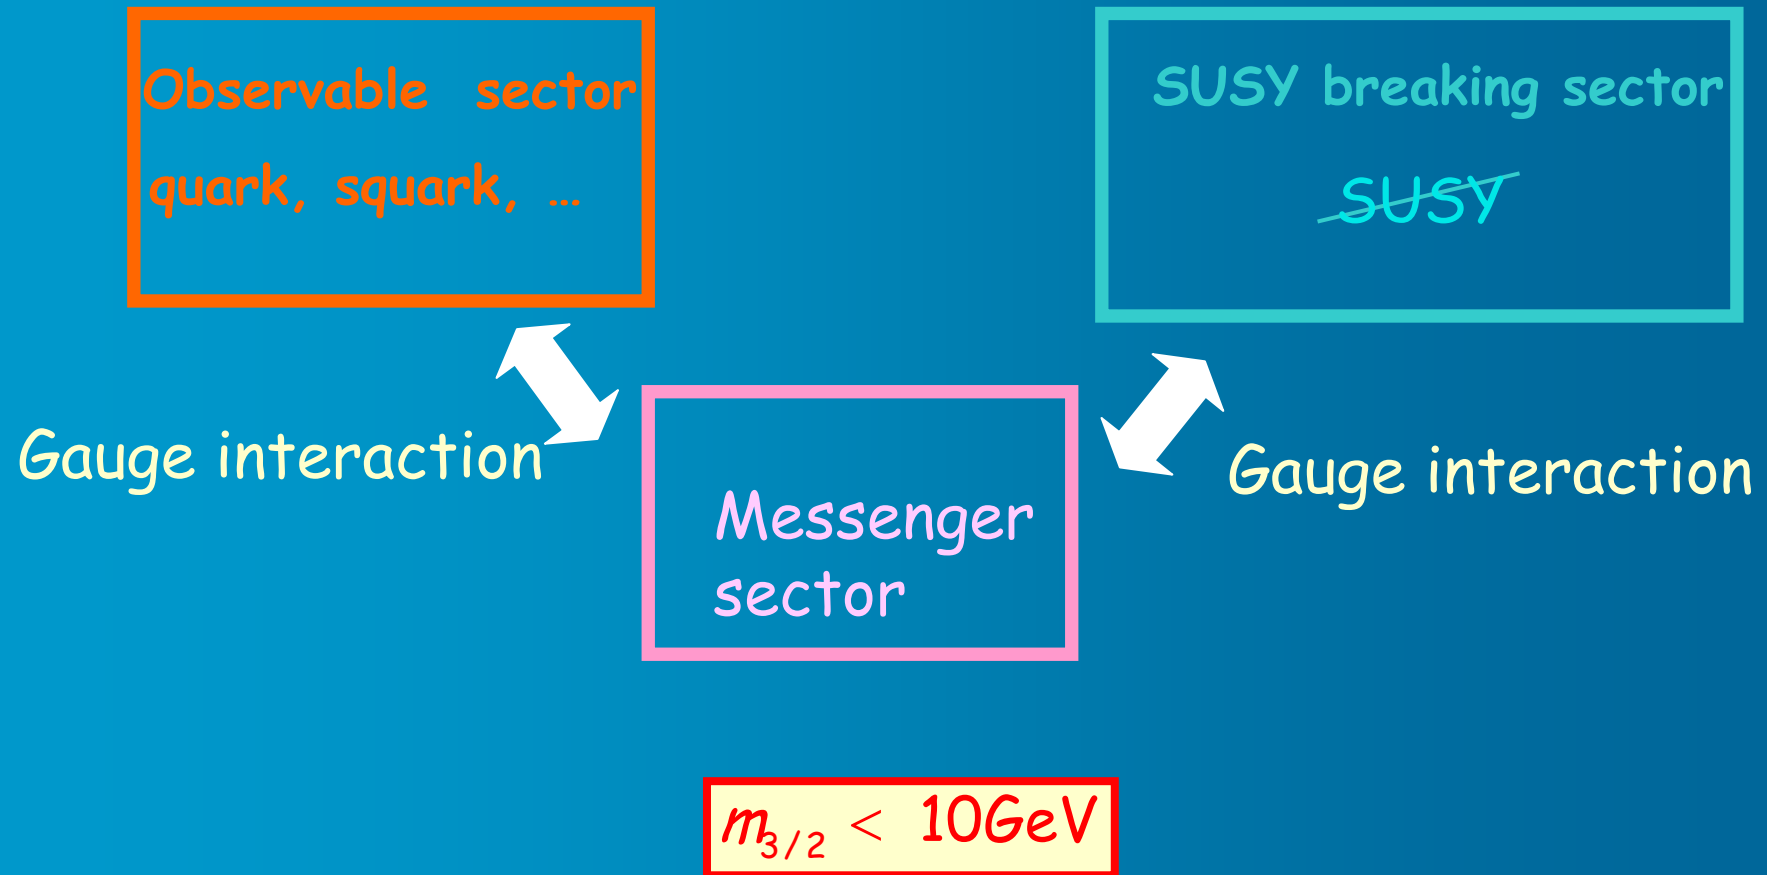 Observable sector
quark, squark, …
SUSY breaking sector
SUSY
Gauge interaction
Gauge interaction
Messenger
sector
m3/2 < 10GeV